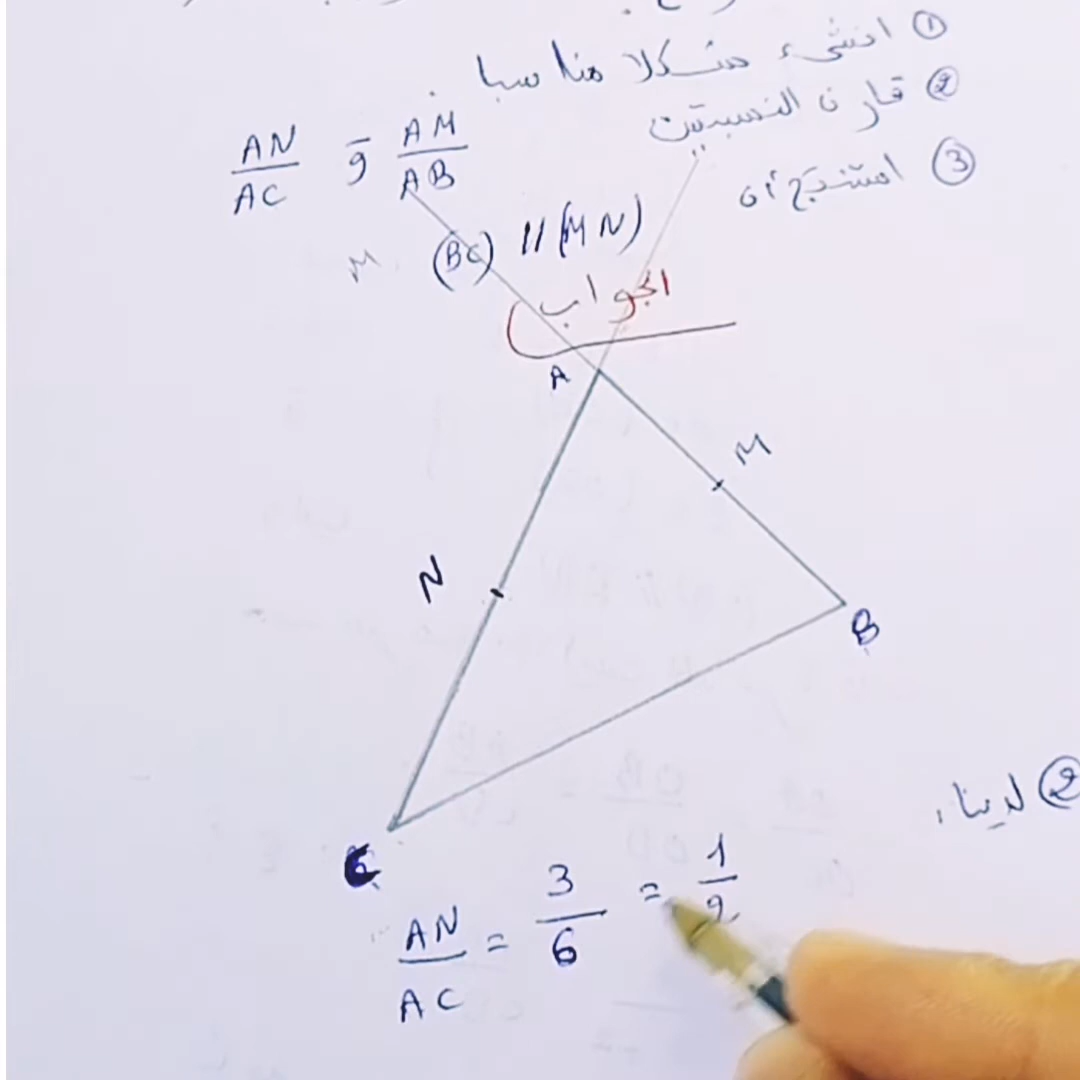 ① انشىء شكلا مناسبا .
② قارن النسبتين
AM/AB و AN/AC
③ استنتج أن
(BC) // (MN)
M
الجواب
A
M
N
B
C
② لدينا،
AN/AC = 3/6 = 1/2